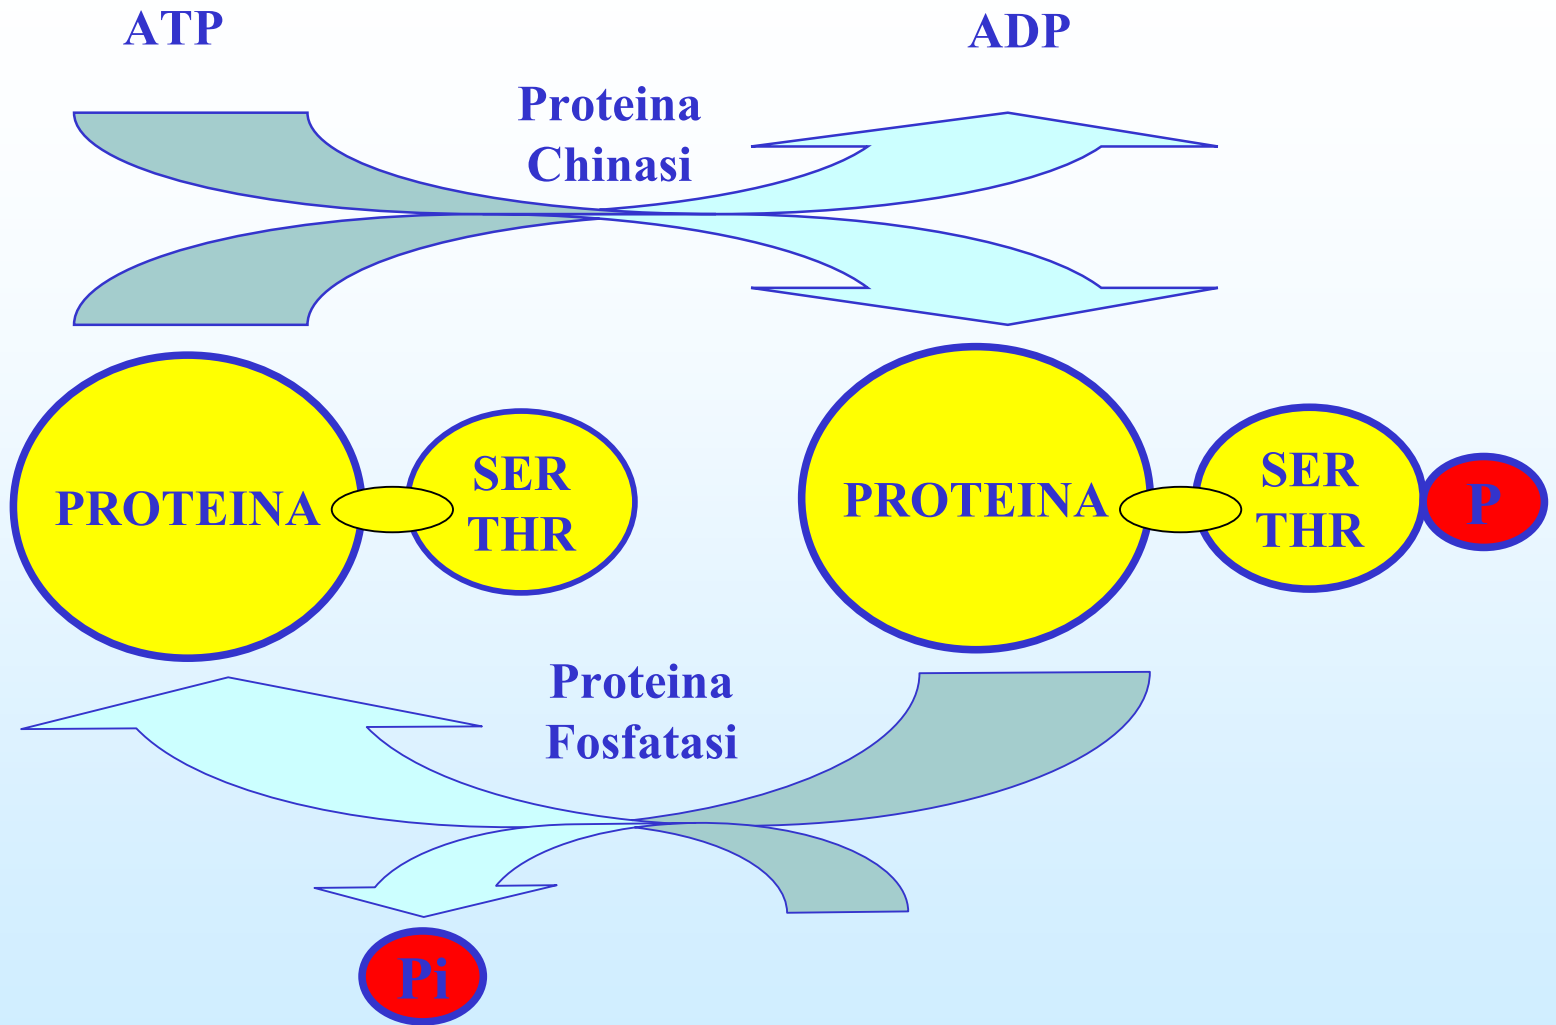 ATP
ADP
Proteina
Chinasi
PROTEINA
SER
THR
PROTEINA
SER
THR
P
Proteina
Fosfatasi
Pi